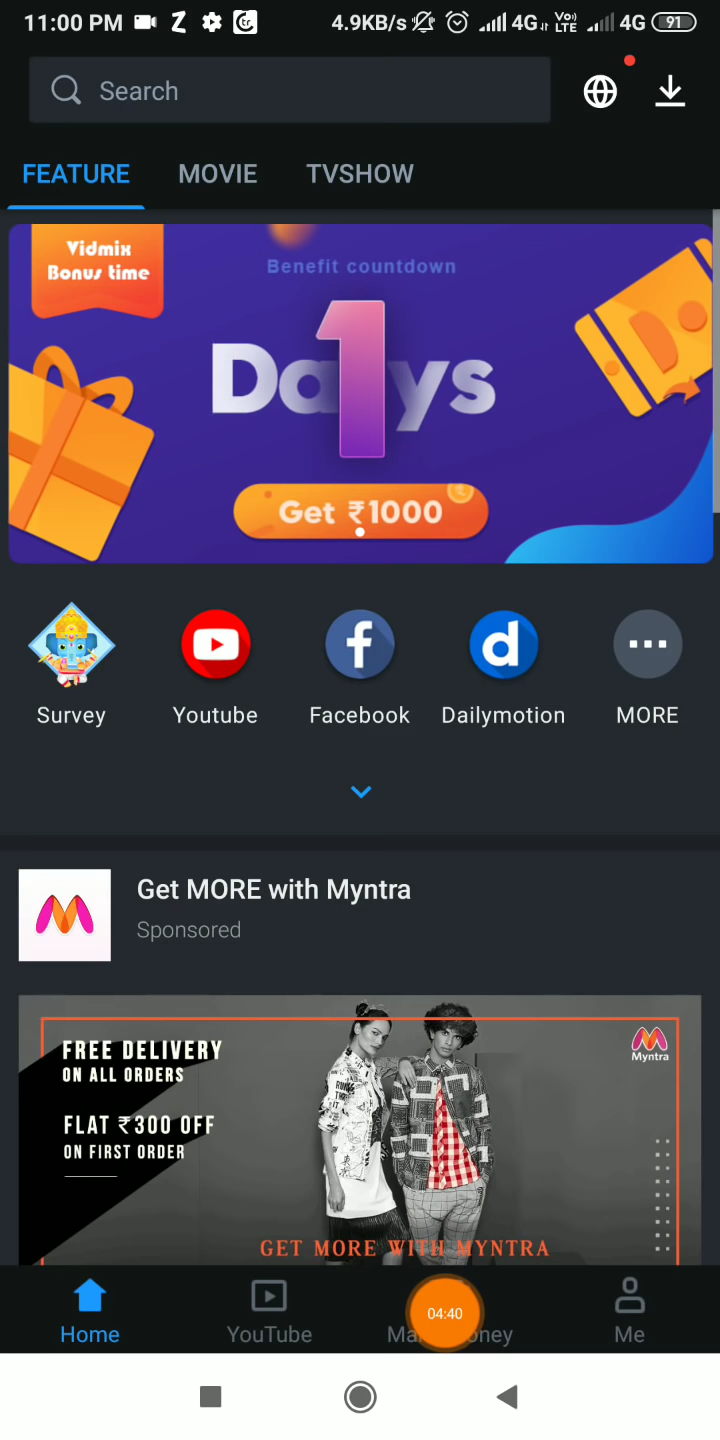 11:00 PM
4.9KB/s 4G Vo)) LTE 4G 91
Search
FEATURE MOVIE TVSHOW
Vidmix
Bonus time
Benefit countdown
Days
1
Get ₹1000
Survey Youtube Facebook Dailymotion MORE
Get MORE with Myntra
Sponsored
FREE DELIVERY
ON ALL ORDERS
Myntra
FLAT ₹300 OFF
ON FIRST ORDER
GET MORE WITH MYNTRA
04:40
Home YouTube Me